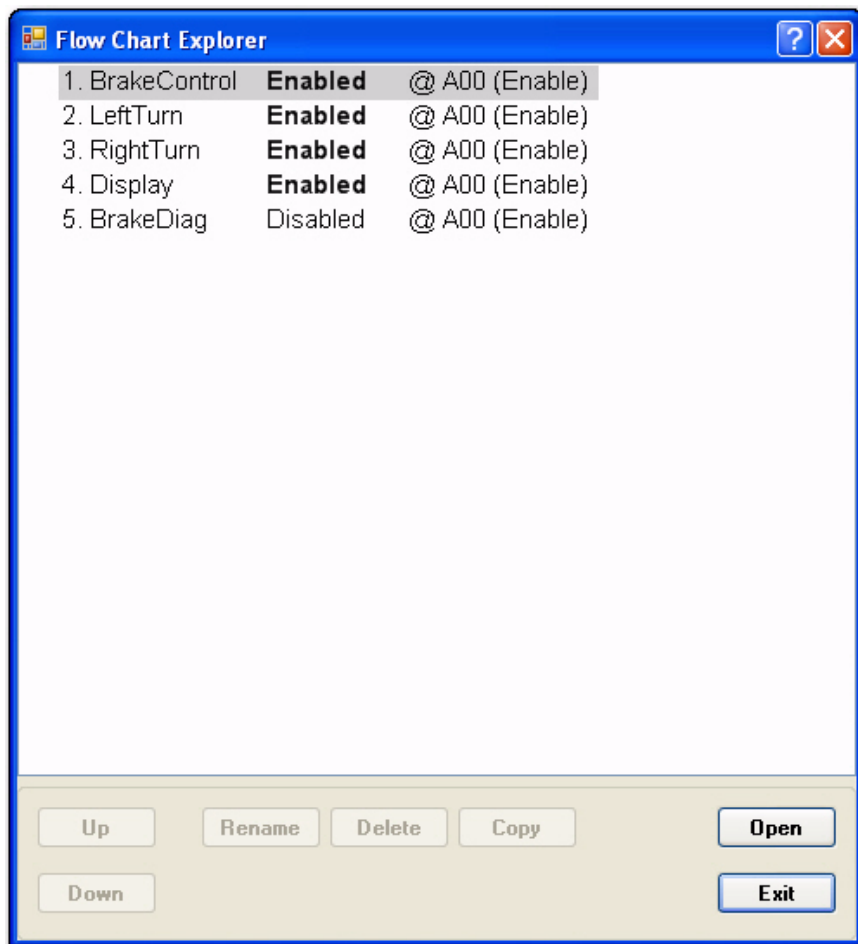 Flow Chart Explorer
1. BrakeControl Enabled @ A00 (Enable)
2. LeftTurn Enabled @ A00 (Enable)
3. RightTurn Enabled @ A00 (Enable)
4. Display Enabled @ A00 (Enable)
5. BrakeDiag Disabled @ A00 (Enable)
Up Rename Delete Copy Open
Down Exit